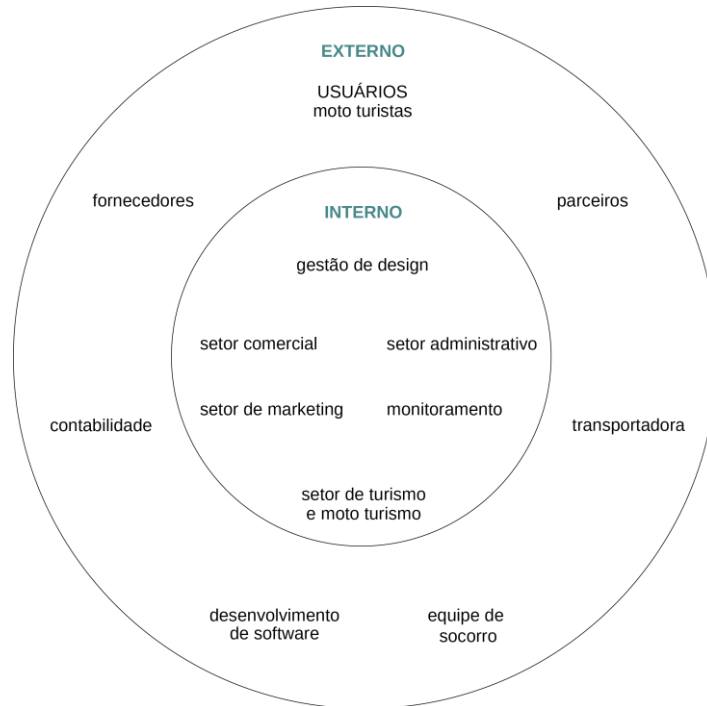 EXTERNO
USUÁRIOS
moto turistas
fornecedores
parceiros
INTERNO
gestão de design
setor comercial
setor administrativo
setor de marketing
monitoramento
contabilidade
transportadora
setor de turismo
e moto turismo
desenvolvimento
de software
equipe de
socorro